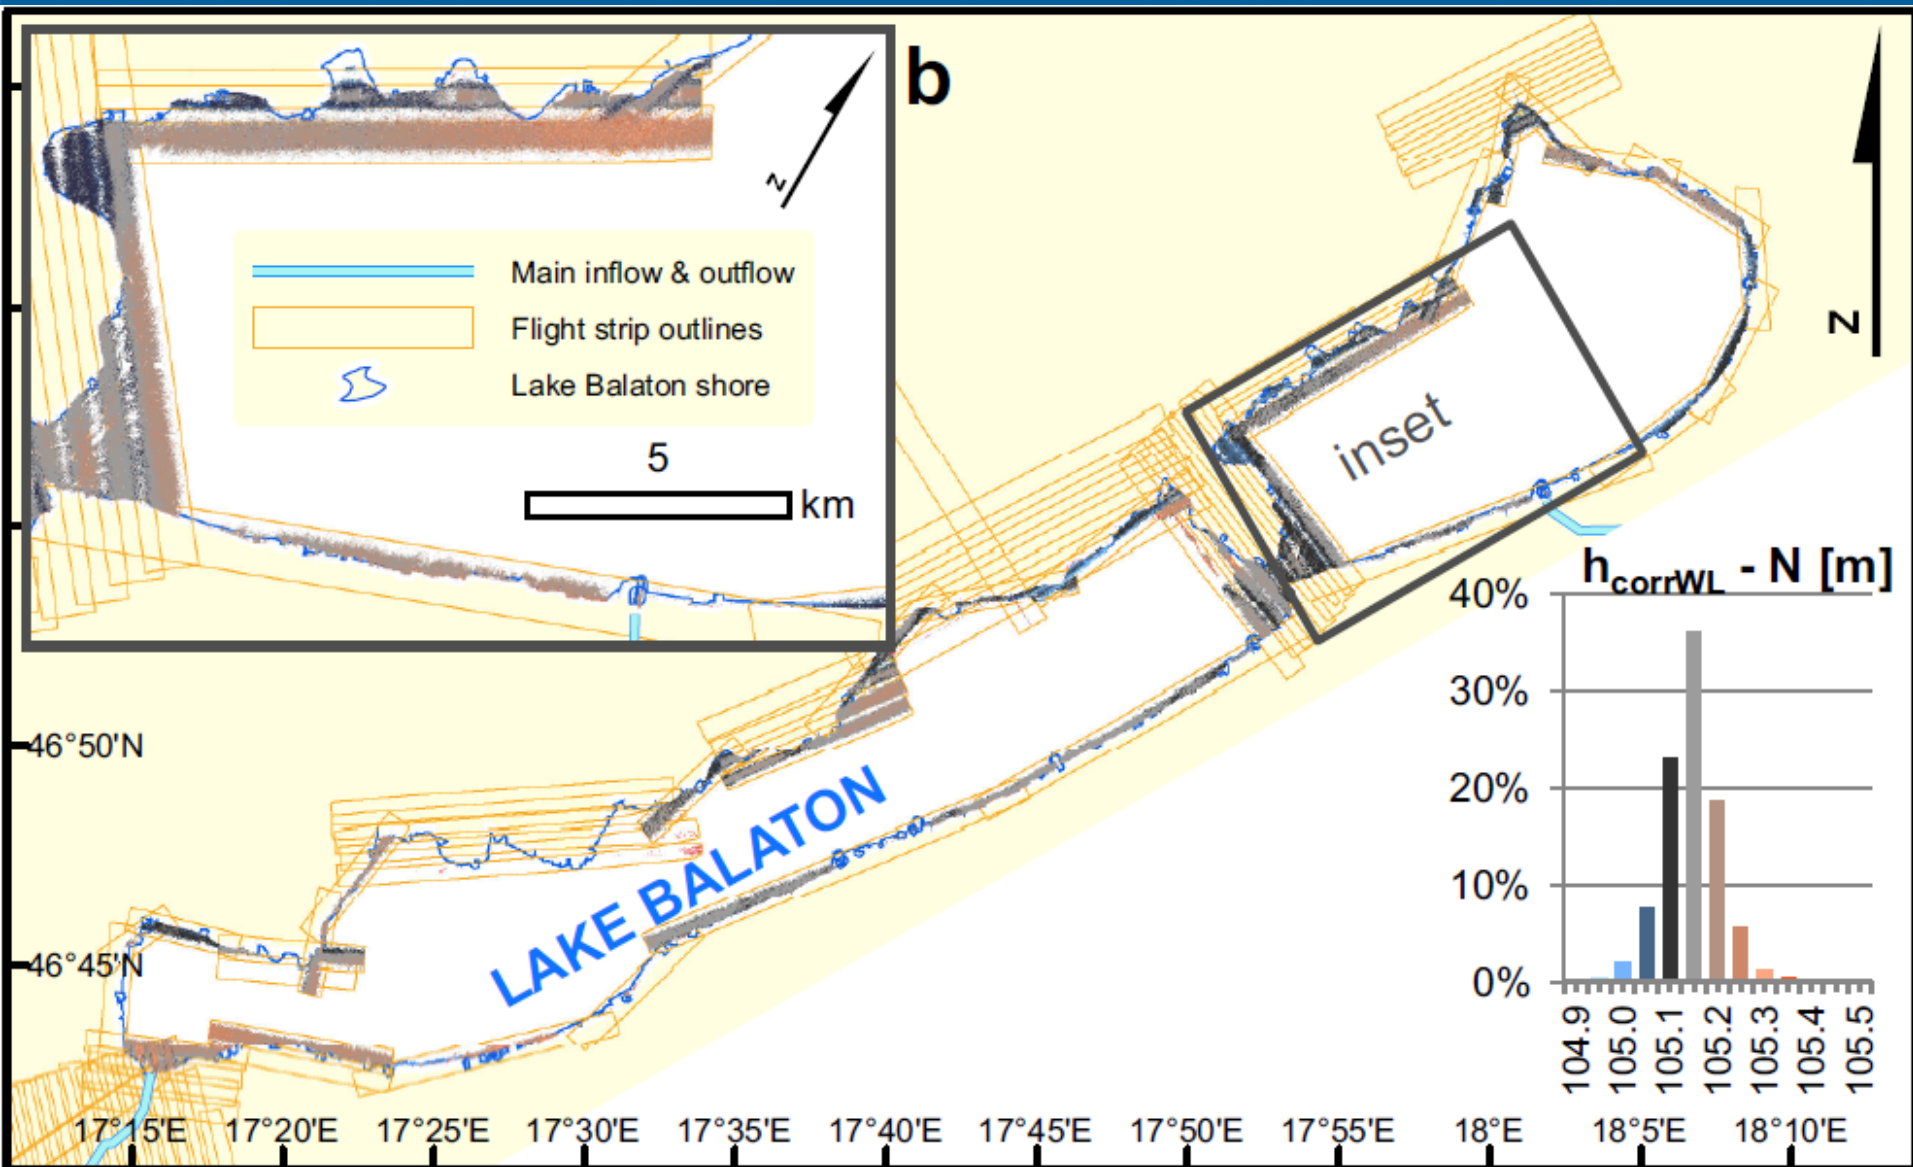 b
N
Main inflow & outflow
Flight strip outlines
Lake Balaton shore
5
km
N
inset
LAKE BALATON
hcorrWL - N [m]
40%
30%
20%
10%
0%
104.9
105.0
105.1
105.2
105.3
105.4
105.5
46°50'N
46°45'N
17°15'E
17°20'E
17°25'E
17°30'E
17°35'E
17°40'E
17°45'E
17°50'E
17°55'E
18°E
18°5'E
18°10'E